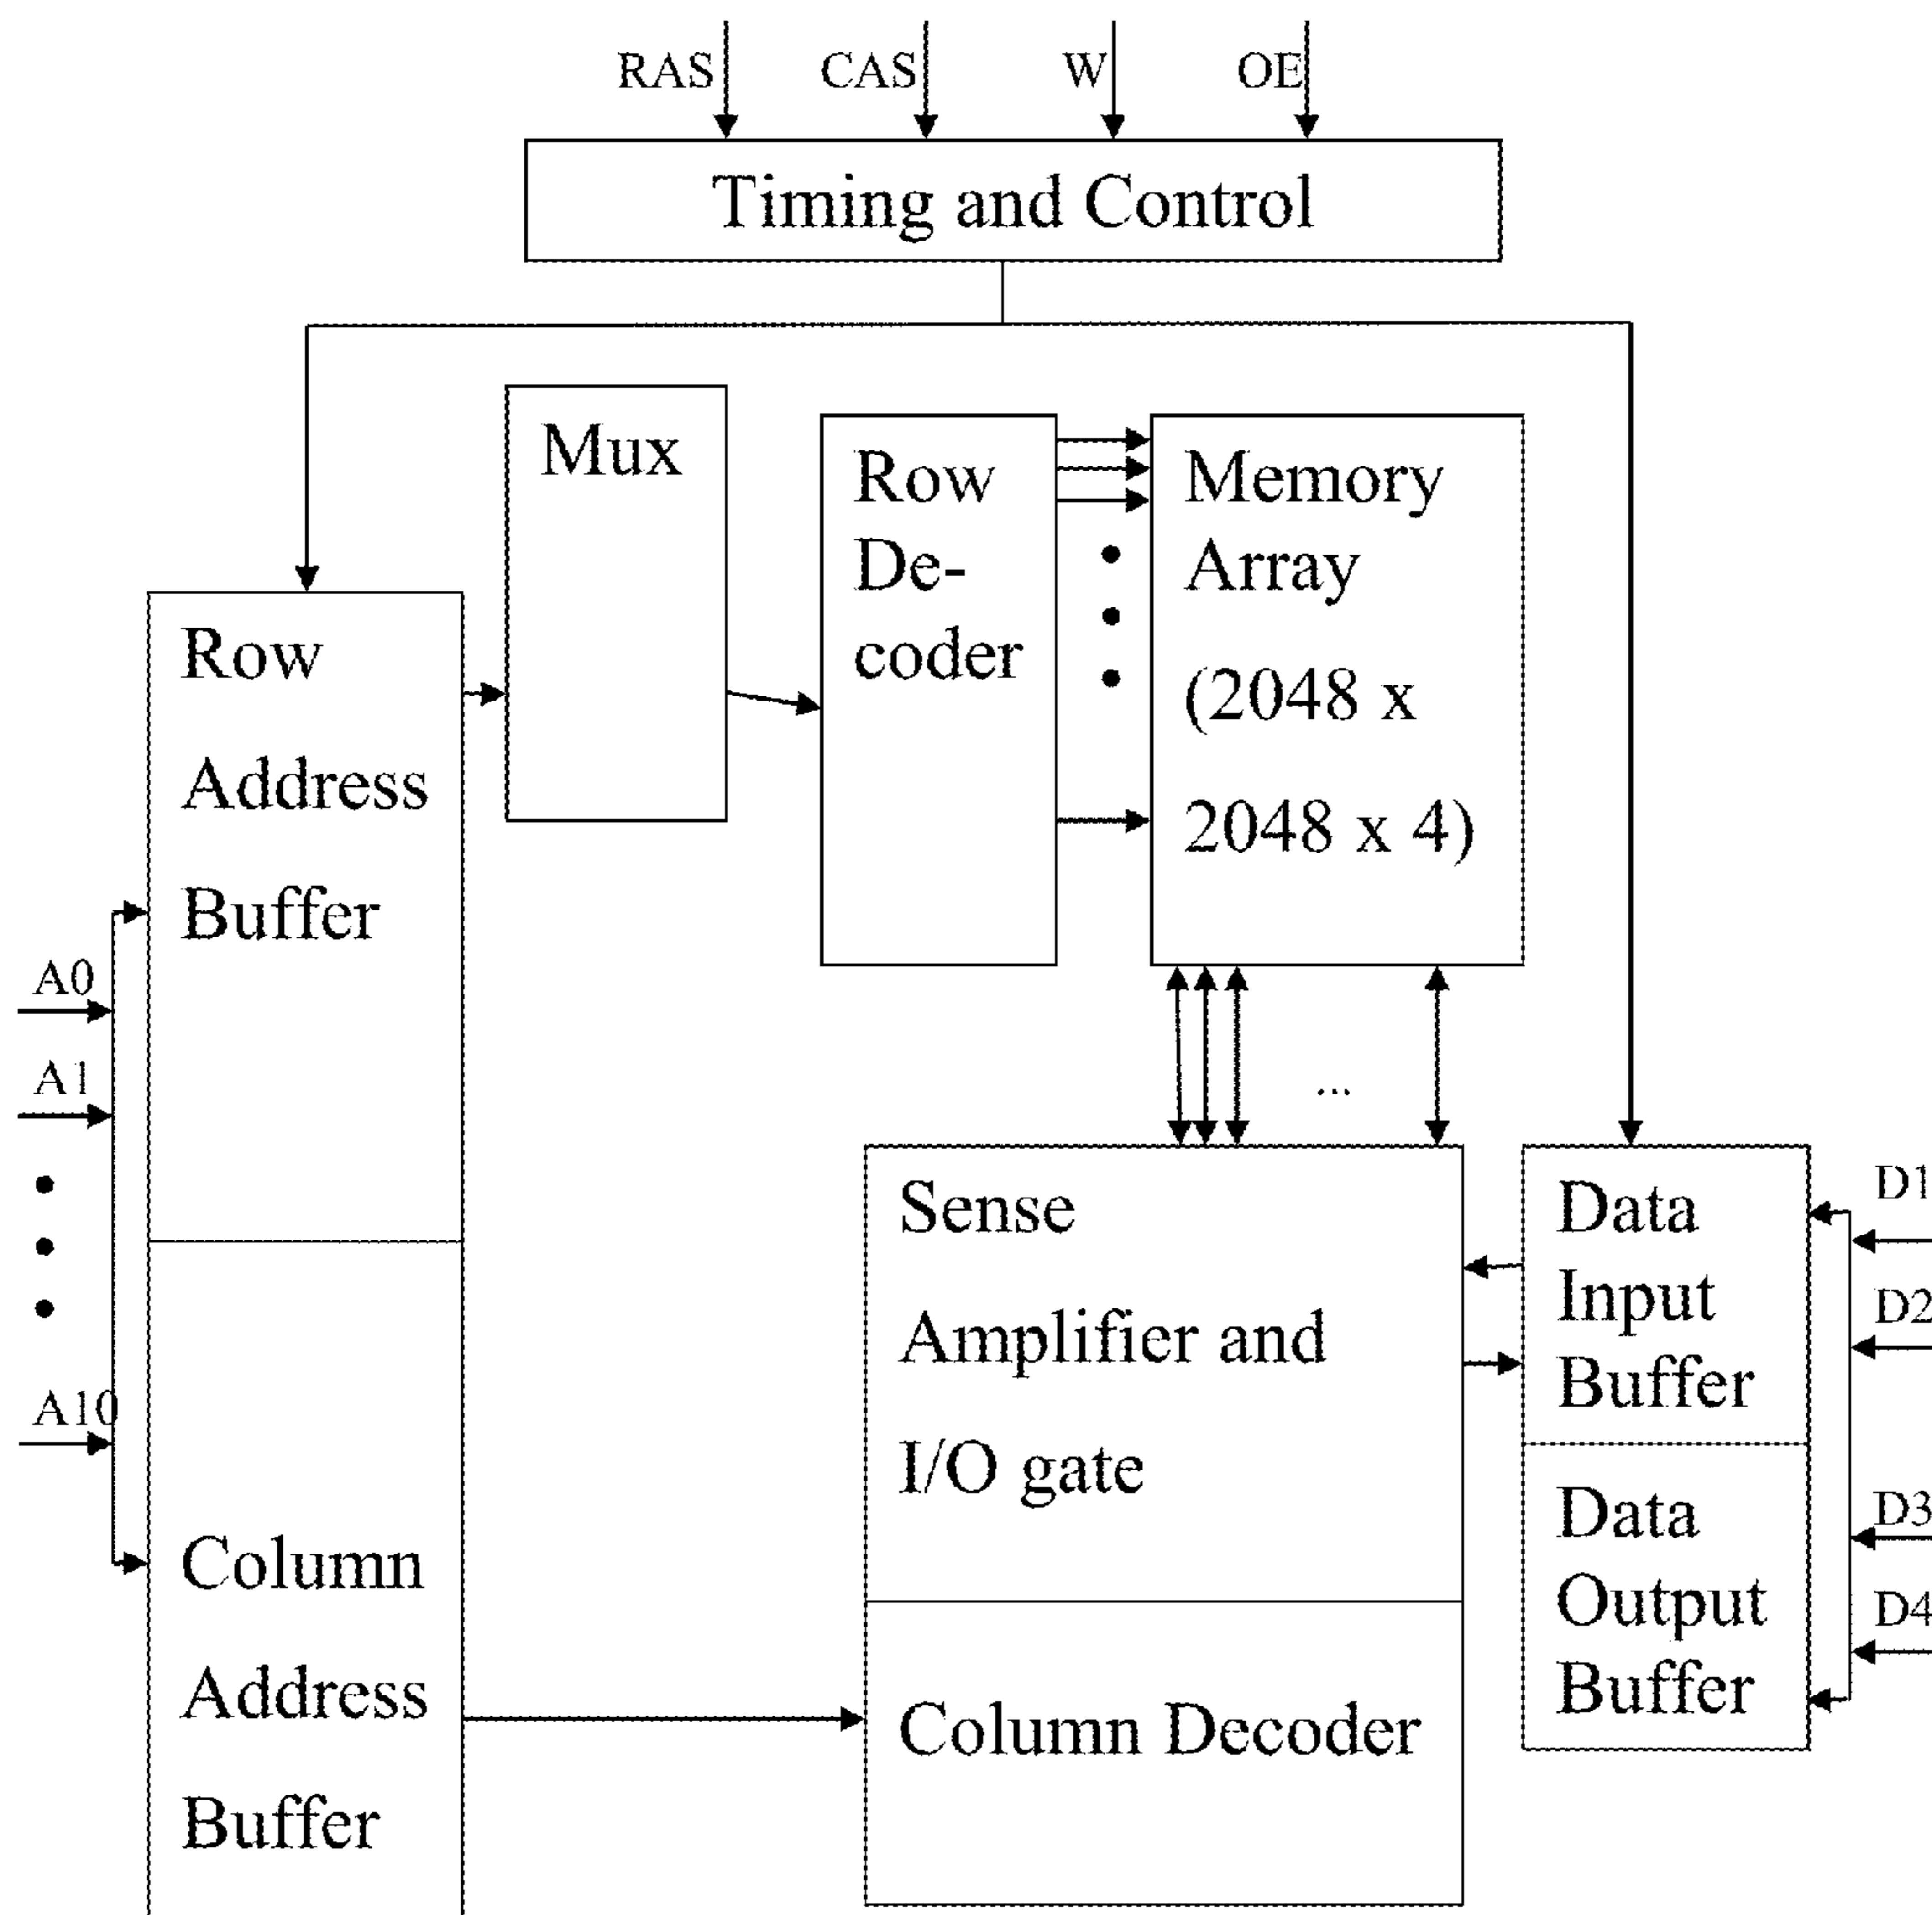 RAS CAS W OE
Timing and Control
Mux
Row
De-
coder
Memory
Array
(2048 x
2048 x 4)
Row
Address
Buffer
A0
A1
A10
Column
Address
Buffer
Sense
Amplifier and
I/O gate
Column Decoder
...
Data
Input
Buffer
Data
Output
Buffer
D1
D2
D3
D4